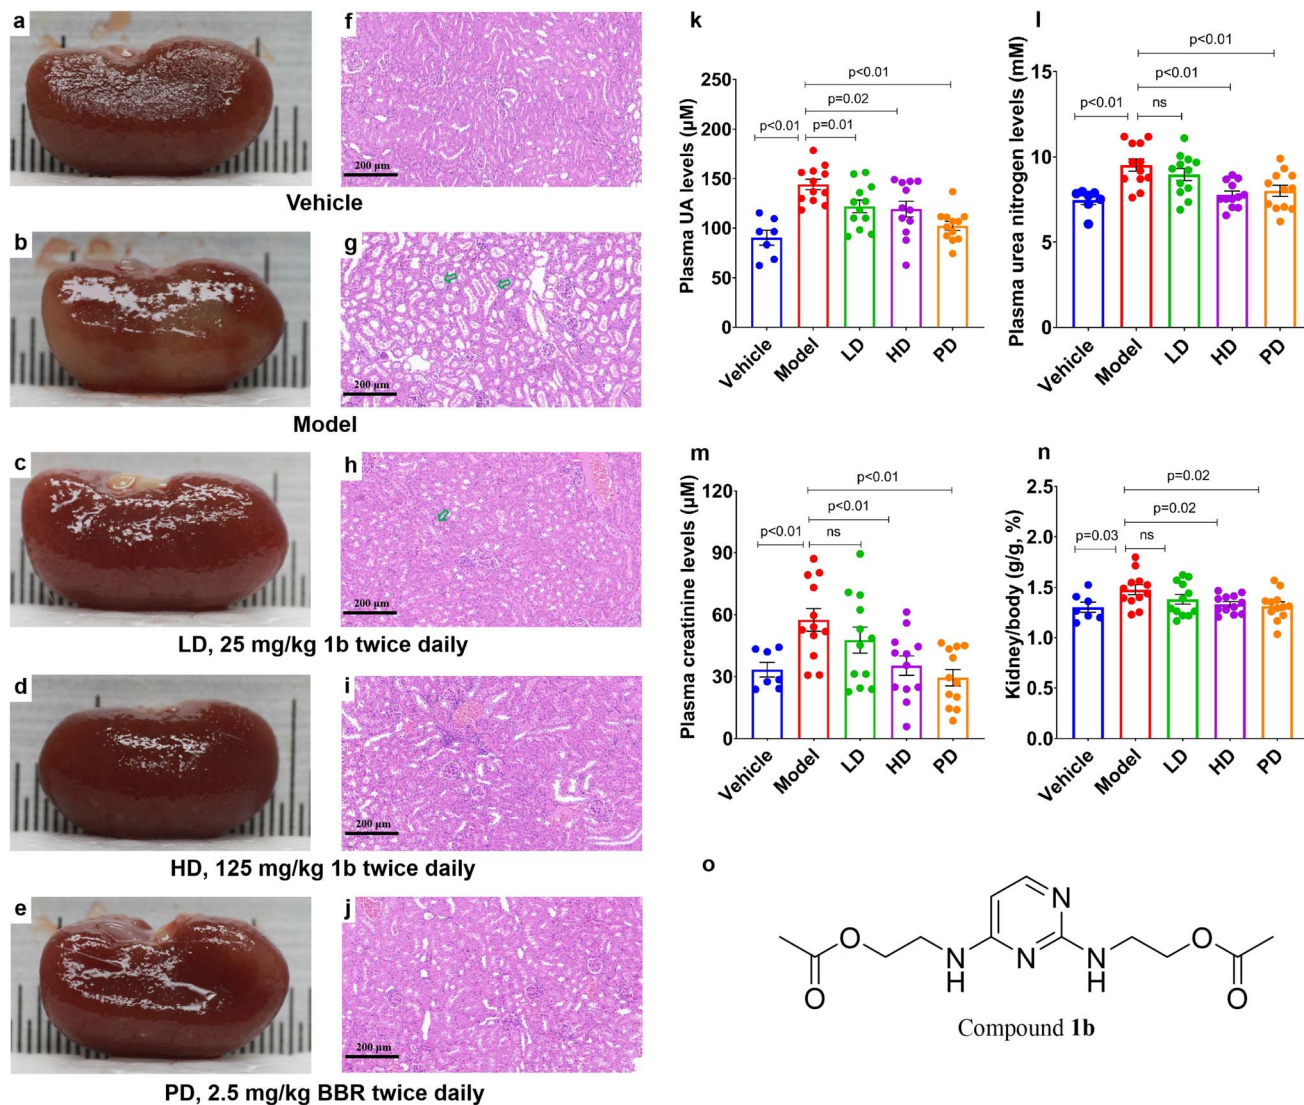 a
f
200 µm
Vehicle
b
g
200 µm
Model
c
h
200 µm
LD, 25 mg/kg 1b twice daily
d
i
200 µm
HD, 125 mg/kg 1b twice daily
e
j
200 µm
PD, 2.5 mg/kg BBR twice daily
k
Plasma UA levels (µM)
250
200
150
100
50
0
p<0.01
p=0.02
p<0.01
p=0.01
Vehicle
Model
LD
HD
PD
l
Plasma urea nitrogen levels (mM)
15
10
5
0
p<0.01
p<0.01
p<0.01
ns
Vehicle
Model
LD
HD
PD
m
Plasma creatinine levels (µM)
120
90
60
30
0
p<0.01
p<0.01
p<0.01
ns
Vehicle
Model
LD
HD
PD
n
Kidney/body (g/g, %)
2.5
2.0
1.5
1.0
0.5
0.0
p=0.02
p=0.02
p=0.03
ns
Vehicle
Model
LD
HD
PD
o
N
O
N
N
N
O
H
H
O
O
Compound 1b